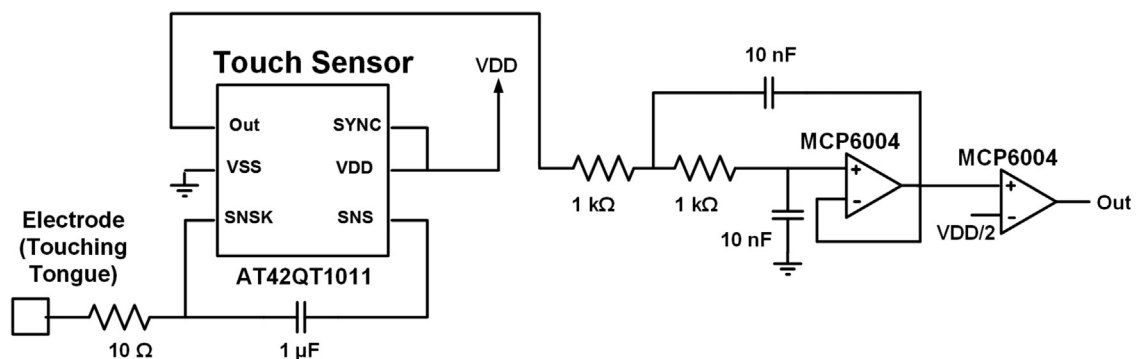 Touch Sensor
VDD
10 nF
Out
SYNC
MCP6004
VSS
VDD
MCP6004
SNSK
SNS
1 kΩ
1 kΩ
10 nF
VDD/2
Out
Electrode
(Touching
Tongue)
AT42QT1011
10 Ω
1 µF